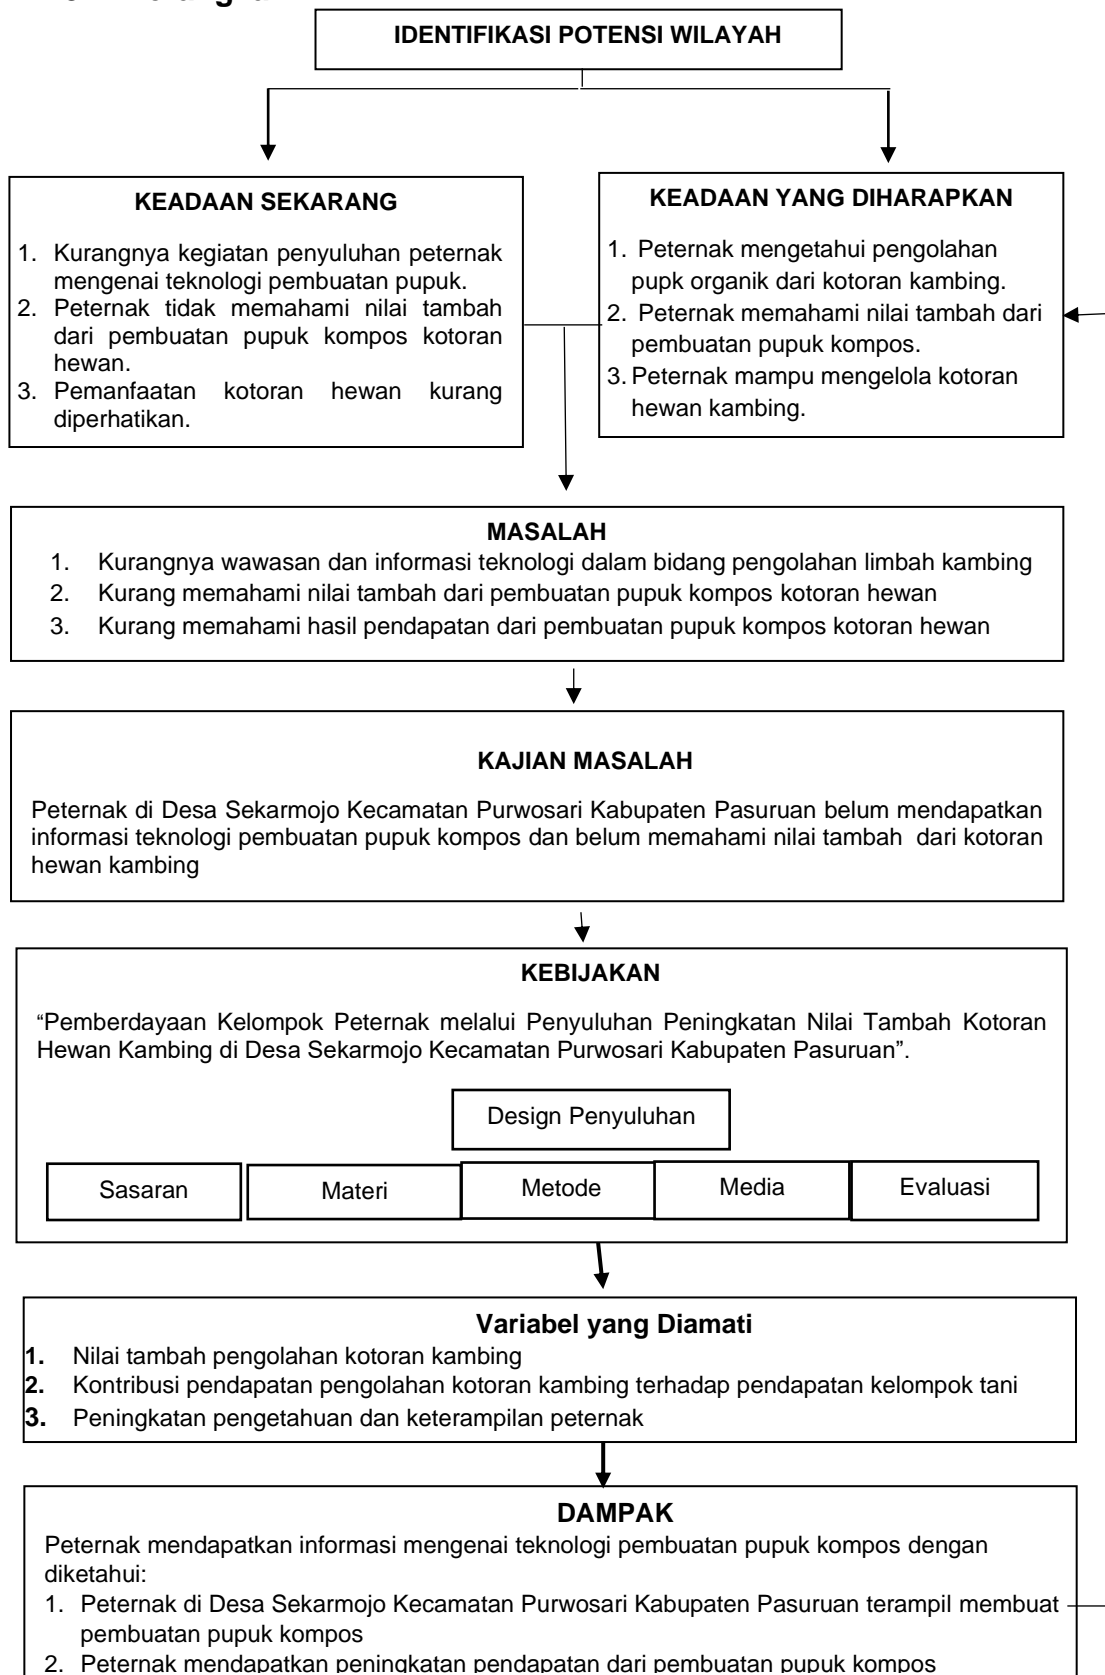 IDENTIFIKASI POTENSI WILAYAH
KEADAAN SEKARANG
1. Kurangnya kegiatan penyuluhan peternak
mengenai teknologi pembuatan pupuk.
2. Peternak tidak memahami nilai tambah
dari pembuatan pupuk kompos kotoran
hewan.
3. Pemanfaatan kotoran hewan kurang
diperhatikan.
KEADAAN YANG DIHARAPKAN
1. Peternak mengetahui pengolahan
pupk organik dari kotoran kambing.
2. Peternak memahami nilai tambah dari
pembuatan pupuk kompos.
3. Peternak mampu mengelola kotoran
hewan kambing.
MASALAH
1. Kurangnya wawasan dan informasi teknologi dalam bidang pengolahan limbah kambing
2. Kurang memahami nilai tambah dari pembuatan pupuk kompos kotoran hewan
3. Kurang memahami hasil pendapatan dari pembuatan pupuk kompos kotoran hewan
KAJIAN MASALAH
Peternak di Desa Sekarmojo Kecamatan Purwosari Kabupaten Pasuruan belum mendapatkan
informasi teknologi pembuatan pupuk kompos dan belum memahami nilai tambah dari kotoran
hewan kambing
KEBIJAKAN
“Pemberdayaan Kelompok Peternak melalui Penyuluhan Peningkatan Nilai Tambah Kotoran
Hewan Kambing di Desa Sekarmojo Kecamatan Purwosari Kabupaten Pasuruan”.
Design Penyuluhan
Sasaran
Materi
Metode
Media
Evaluasi
Variabel yang Diamati
1. Nilai tambah pengolahan kotoran kambing
2. Kontribusi pendapatan pengolahan kotoran kambing terhadap pendapatan kelompok tani
3. Peningkatan pengetahuan dan keterampilan peternak
DAMPAK
Peternak mendapatkan informasi mengenai teknologi pembuatan pupuk kompos dengan
diketahui:
1. Peternak di Desa Sekarmojo Kecamatan Purwosari Kabupaten Pasuruan terampil membuat
pembuatan pupuk kompos
2. Peternak mendapatkan peningkatan pendapatan dari pembuatan pupuk kompos